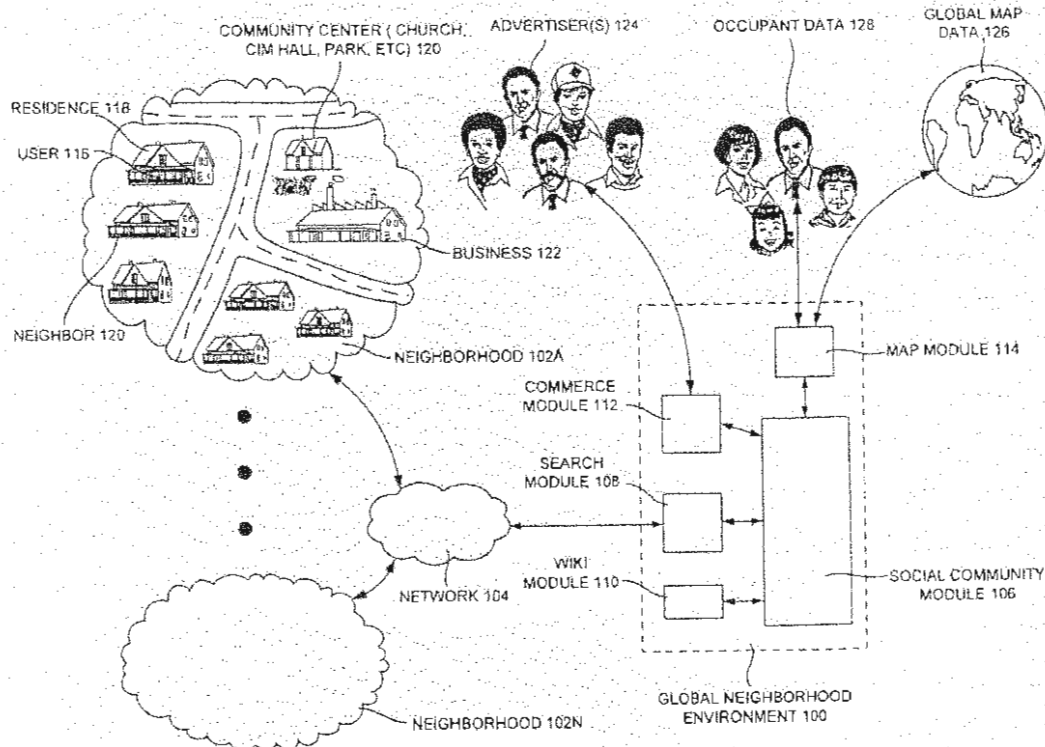 COMMUNITY CENTER ( CHURCH,
CIM HALL, PARK, ETC) 120
ADVERTISER(S) 124
OCCUPANT DATA 128
GLOBAL MAP
DATA 126
RESIDENCE 118
USER 116
BUSINESS 122
NEIGHBOR 120
NEIGHBORHOOD 102A
MAP MODULE 114
COMMERCE
MODULE 112
SEARCH
MODULE 108
WIKI
MODULE 110
NETWORK 104
SOCIAL COMMUNITY
MODULE 106
GLOBAL NEIGHBORHOOD
ENVIRONMENT 100
NEIGHBORHOOD 102N